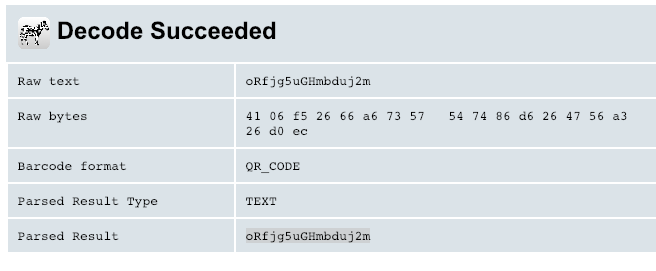 Decode Succeeded
Raw text oRfjg5uGHmbduj2m
Raw bytes 41 06 f5 26 66 a6 73 57 54 74 86 d6 26 47 56 a3
26 d0 ec
Barcode format QR_CODE
Parsed Result Type TEXT
Parsed Result oRfjg5uGHmbduj2m